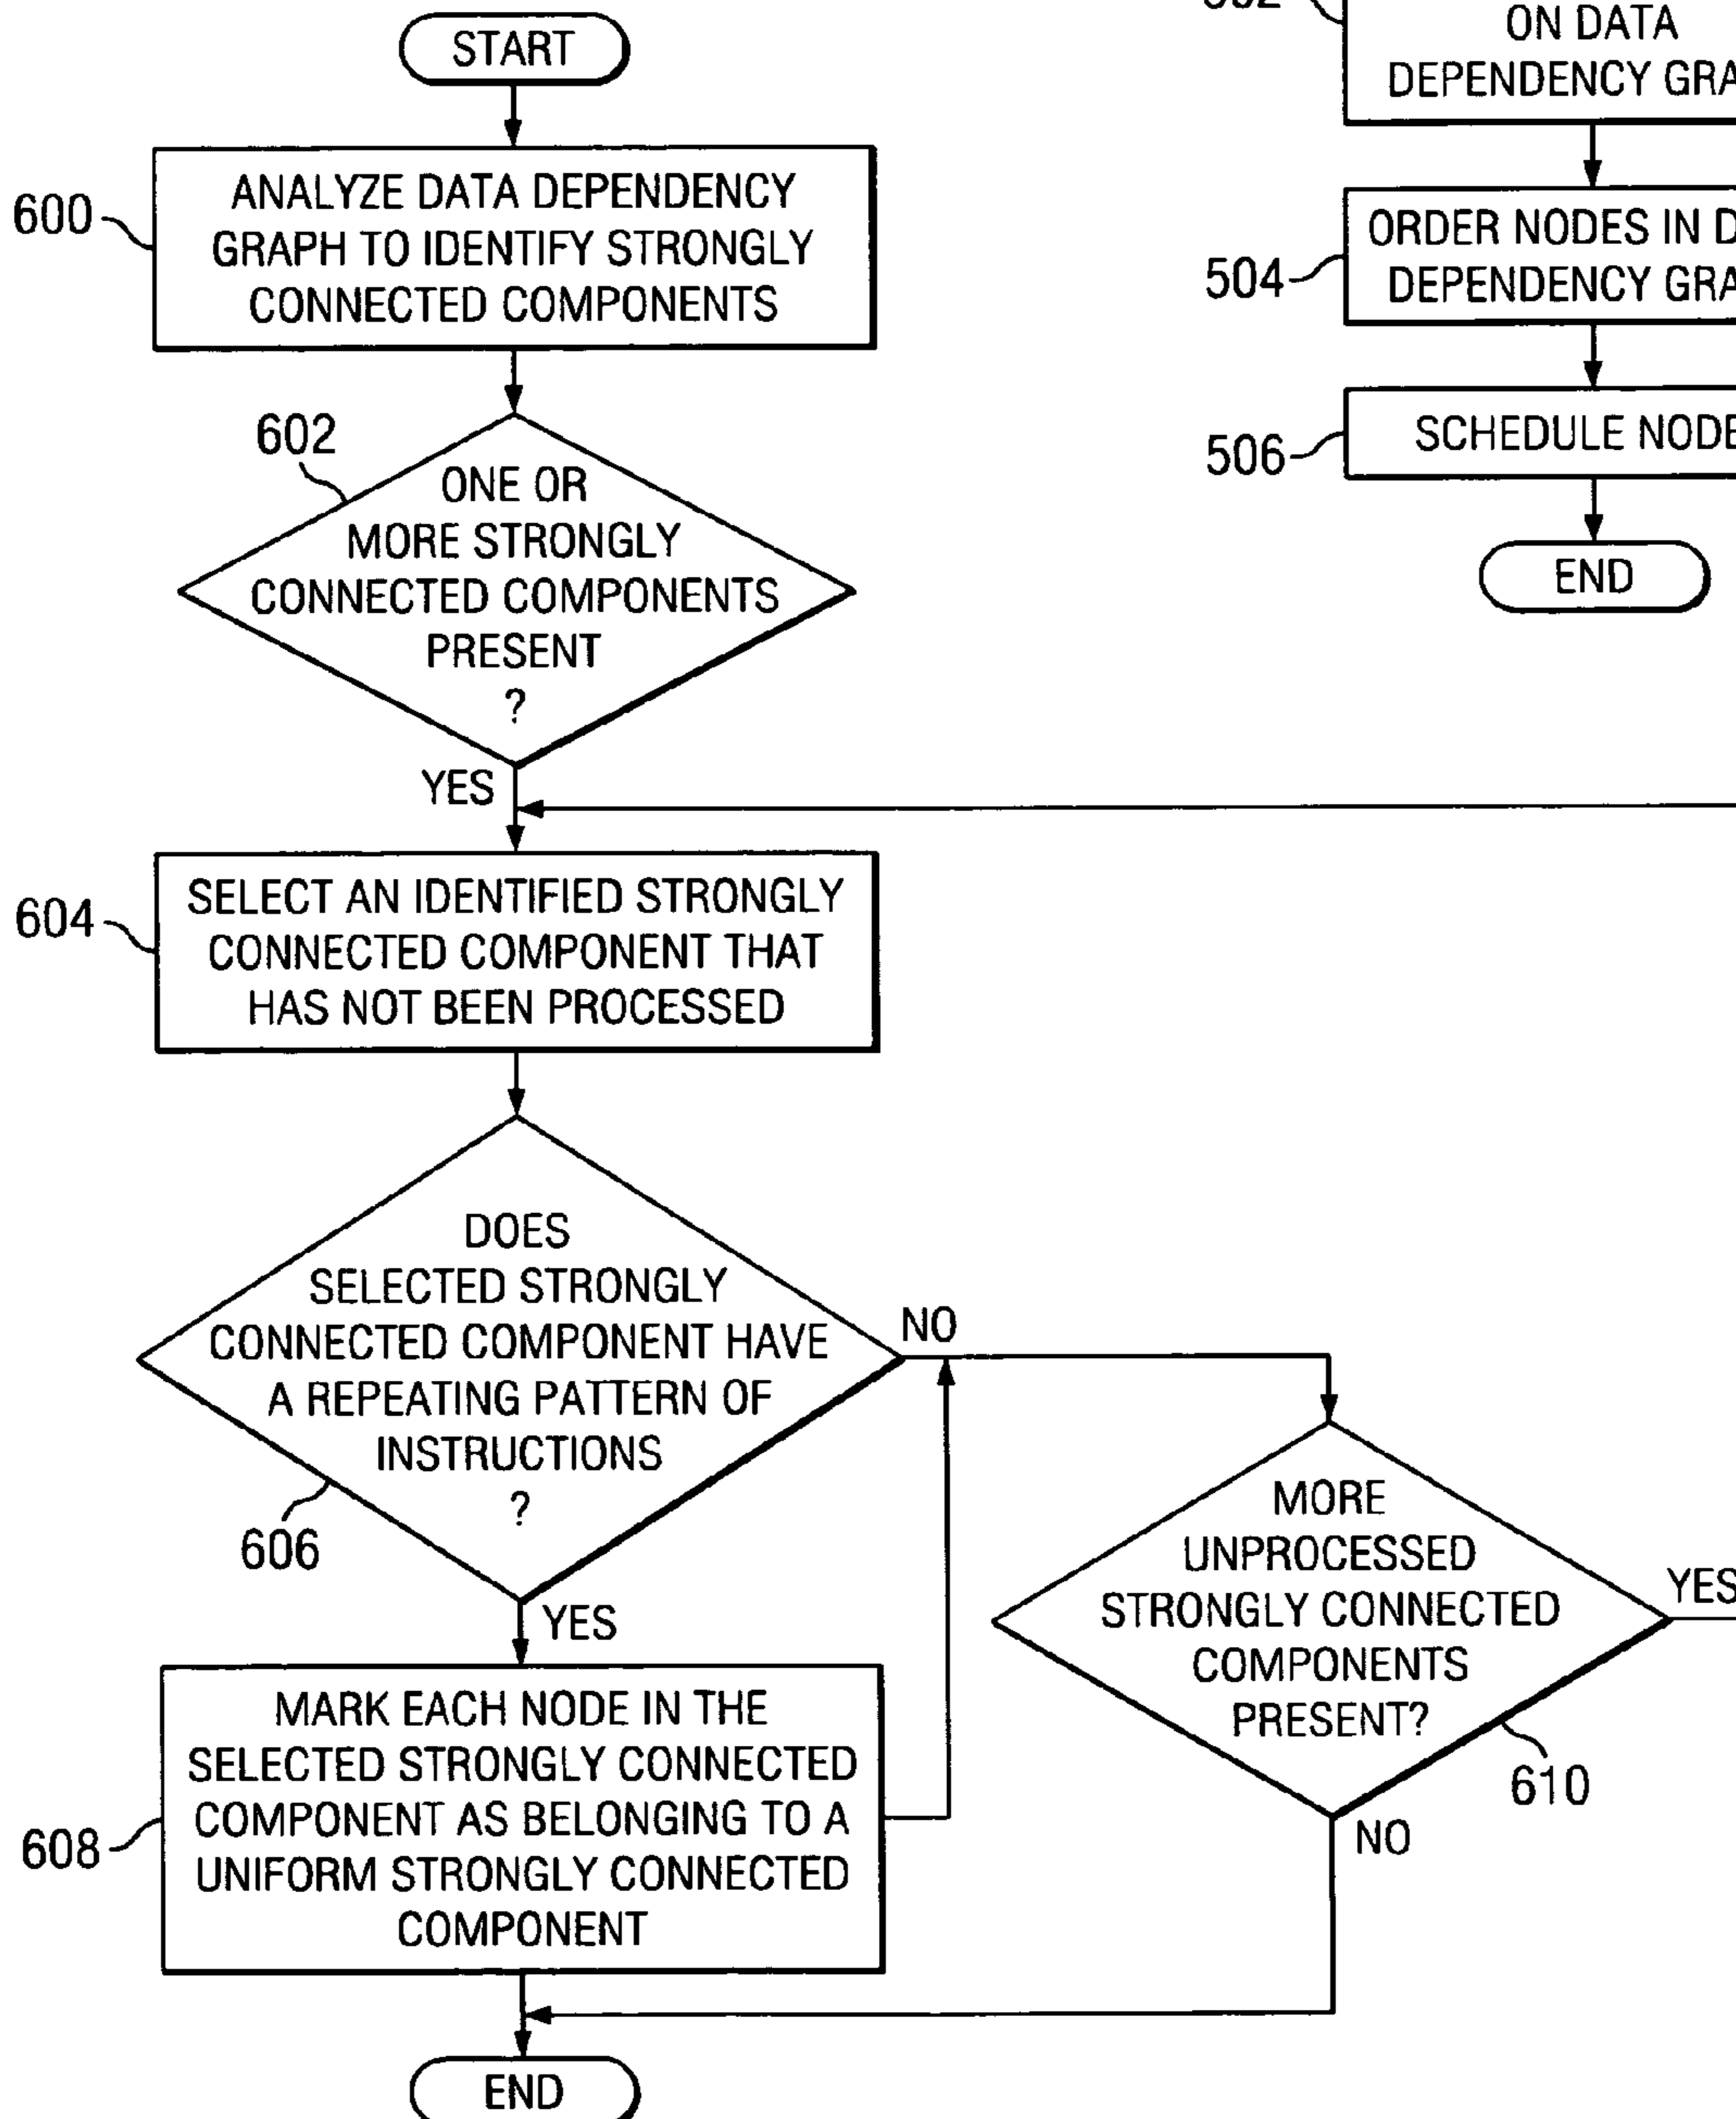 START
600
ANALYZE DATA DEPENDENCY
GRAPH TO IDENTIFY STRONGLY
CONNECTED COMPONENTS
602
ONE OR
MORE STRONGLY
CONNECTED COMPONENTS
PRESENT
?
YES
604
SELECT AN IDENTIFIED STRONGLY
CONNECTED COMPONENT THAT
HAS NOT BEEN PROCESSED
DOES
SELECTED STRONGLY
CONNECTED COMPONENT HAVE
A REPEATING PATTERN OF
INSTRUCTIONS
?
606
NO
YES
608
MARK EACH NODE IN THE
SELECTED STRONGLY CONNECTED
COMPONENT AS BELONGING TO A
UNIFORM STRONGLY CONNECTED
COMPONENT
MORE
UNPROCESSED
STRONGLY CONNECTED
COMPONENTS
PRESENT?
610
YES
NO
END
ON DATA
DEPENDENCY
504
ORDER NODES IN
DEPENDENCY
506
SCHEDULE
END